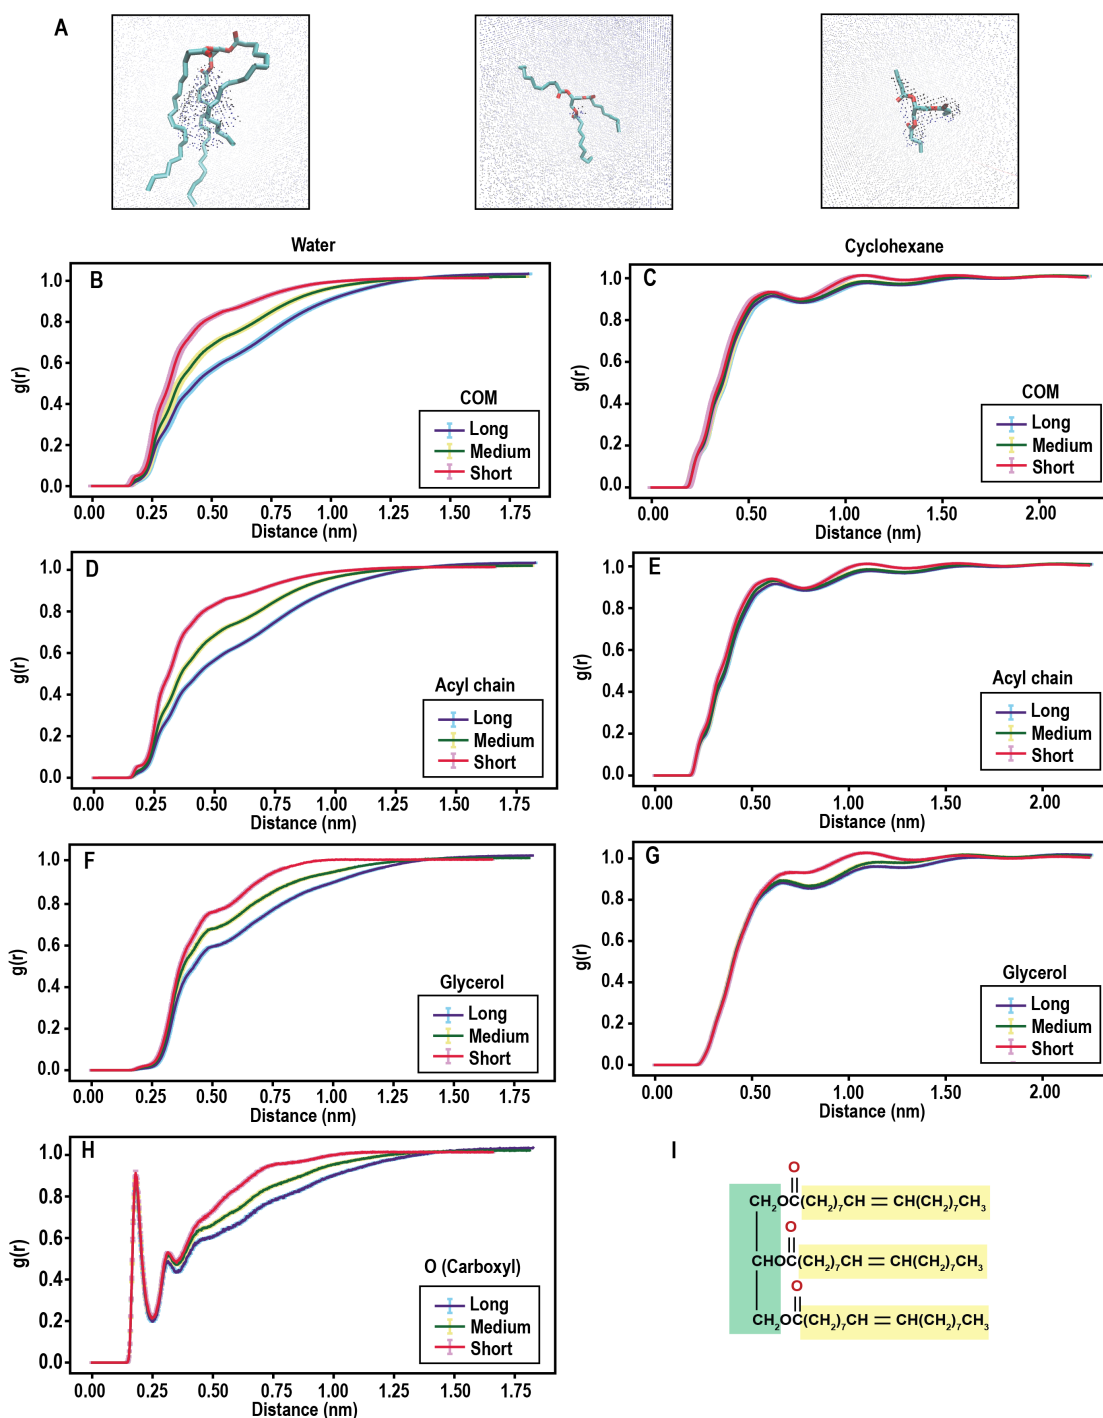 A
Water
Cyclohexane
B
1.0
0.8
0.6
0.4
0.2
0.0
g(r)
COM
Long
Medium
Short
0.00 0.25 0.50 0.75 1.00 1.25 1.50 1.75
Distance (nm)
C
1.0
0.8
0.6
0.4
0.2
0.0
g(r)
COM
Long
Medium
Short
0.00 0.50 1.00 1.50 2.00
Distance (nm)
D
1.0
0.8
0.6
0.4
0.2
0.0
g(r)
Acyl chain
Long
Medium
Short
0.00 0.25 0.50 0.75 1.00 1.25 1.50 1.75
Distance (nm)
E
1.0
0.8
0.6
0.4
0.2
0.0
g(r)
Acyl chain
Long
Medium
Short
0.00 0.50 1.00 1.50 2.00
Distance (nm)
F
1.0
0.8
0.6
0.4
0.2
0.0
g(r)
Glycerol
Long
Medium
Short
0.00 0.25 0.50 0.75 1.00 1.25 1.50 1.75
Distance (nm)
G
1.0
0.8
0.6
0.4
0.2
0.0
g(r)
Glycerol
Long
Medium
Short
0.00 0.50 1.00 1.50 2.00
Distance (nm)
H
1.0
0.8
0.6
0.4
0.2
0.0
g(r)
O (Carboxyl)
Long
Medium
Short
0.00 0.25 0.50 0.75 1.00 1.25 1.50 1.75
Distance (nm)
I
O
CH₂OC(CH₂)₇CH = CH(CH₂)₇CH₃
O
CHOC(CH₂)₇CH = CH(CH₂)₇CH₃
O
CH₂OC(CH₂)₇CH = CH(CH₂)₇CH₃